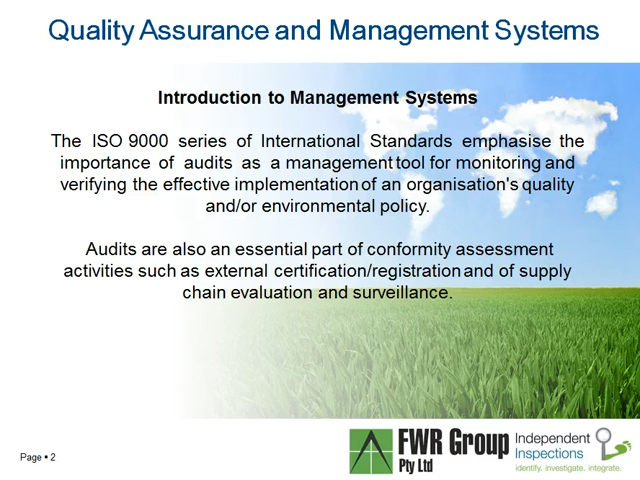 Quality Assurance and Management Systems
Introduction to Management Systems
The ISO 9000 series of International Standards emphasise the
importance of audits as a management tool for monitoring and
verifying the effective implementation of an organisation's quality
and/or environmental policy.
Audits are also an essential part of conformity assessment
activities such as external certification/registration and of supply
chain evaluation and surveillance.
Page • 2
FWR Group
Pty Ltd
Independent
Inspections
identify. investigate. integrate.